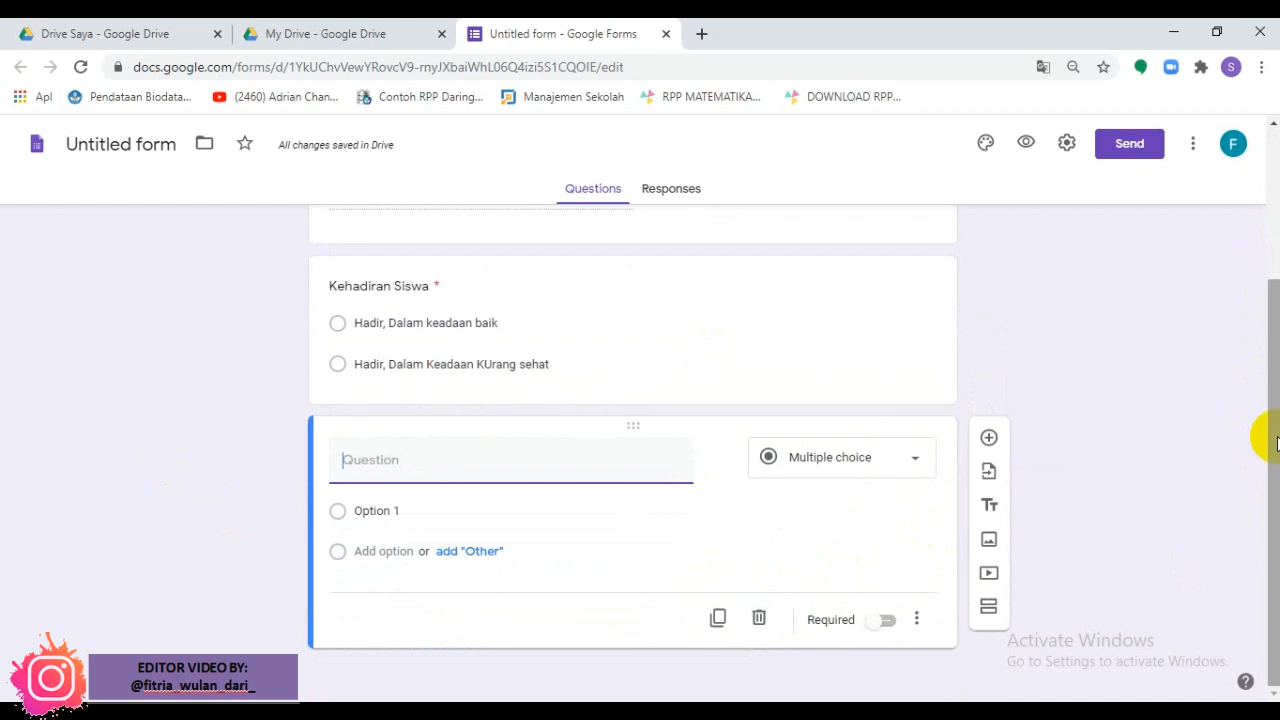 Drive Saya - Google Drive
My Drive - Google Drive
Untitled form - Google Forms
docs.google.com/forms/d/1YkUChvVewYRovcV9-rnyJXbaiWhL06Q4izi5S1CQOIE/edit
S
Apl
Pendataan Biodata...
(2460) Adrian Chan...
Contoh RPP Daring...
Manajemen Sekolah
RPP MATEMATIKA...
DOWNLOAD RPP...
Untitled form
All changes saved in Drive
Send
F
Questions
Responses
Kehadiran Siswa *
Hadir, Dalam keadaan baik
Hadir, Dalam Keadaan KUrang sehat
Question
Multiple choice
Option 1
Add option or add "Other"
Required
Activate Windows
Go to Settings to activate Windows.
EDITOR VIDEO BY:
@fitria_wulan_dari_